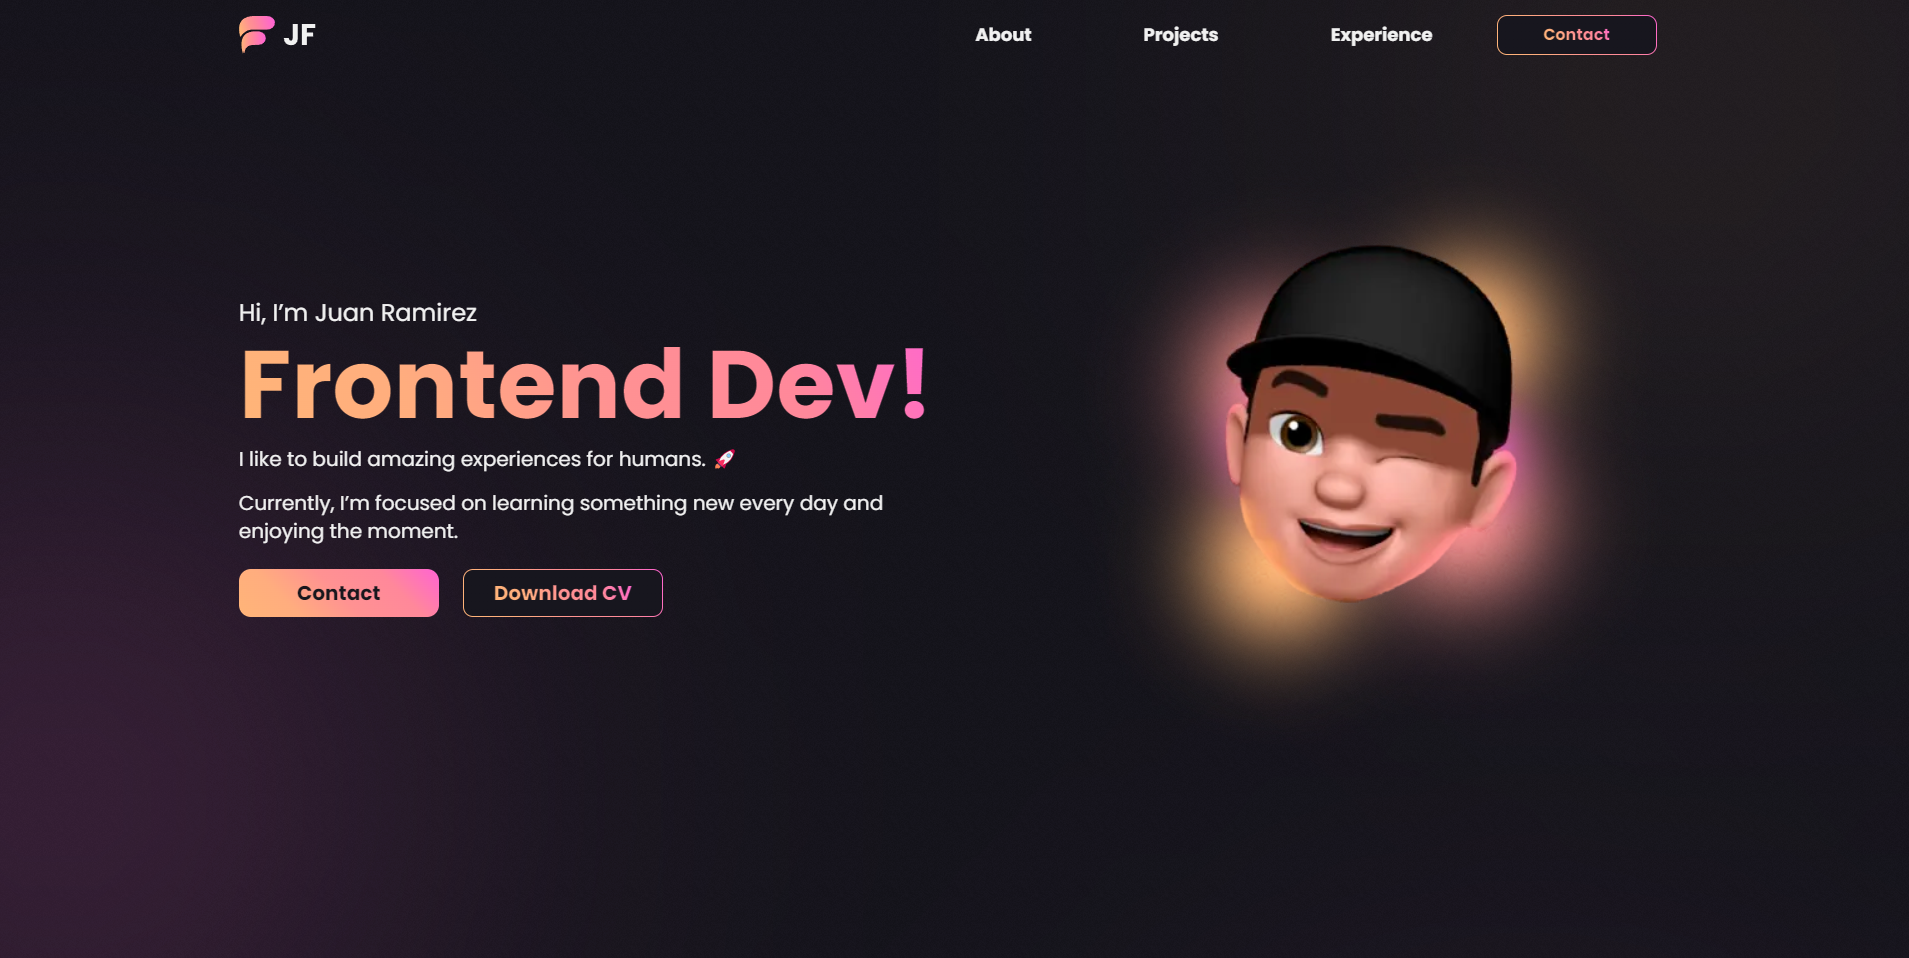 JF
About Projects Experience Contact
Hi, I’m Juan Ramirez
Frontend Dev!
I like to build amazing experiences for humans. 🚀
Currently, I’m focused on learning something new every day and
enjoying the moment.
Contact Download CV